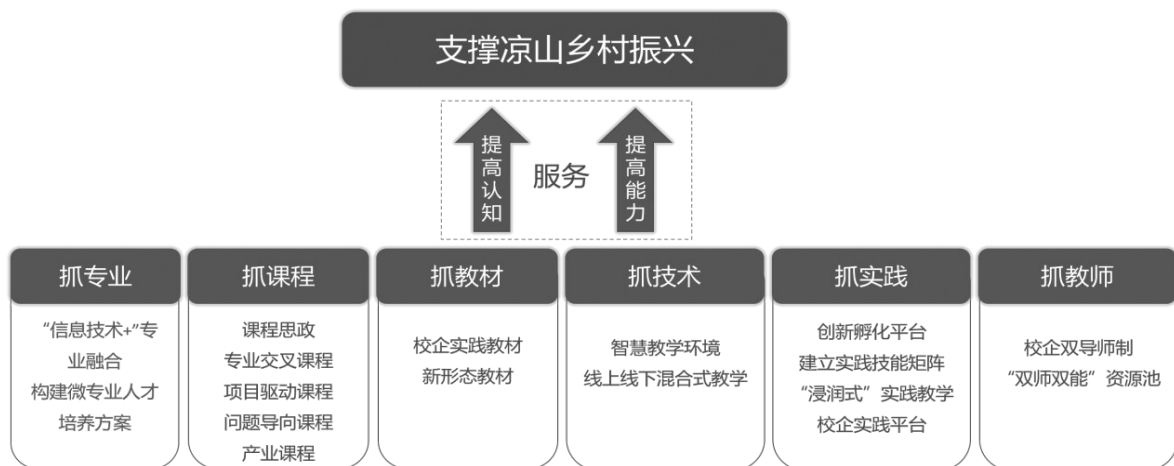 支撑凉山乡村振兴
提高认知
服务
提高能力
抓专业
“信息技术+”专
业融合
构建微专业人才
培养方案
抓课程
课程思政
专业交叉课程
项目驱动课程
问题导向课程
产业课程
抓教材
校企实践教材
新形态教材
抓技术
智慧教学环境
线上线下混合式教学
抓实践
创新孵化平台
建立实践技能矩阵
“浸润式”实践教学
校企实践平台
抓教师
校企双导师制
“双师双能”资源池